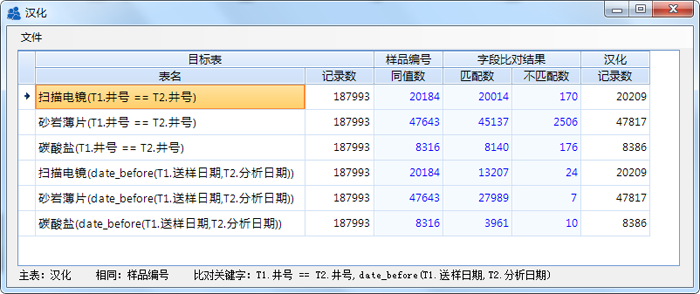 汉化
文件
目标表 样品编号 字段比对结果 汉化
表名 记录数 同值数 匹配数 不匹配数 记录数
扫描电镜(T1.井号 == T2.井号) 187993 20184 20014 170 20209
砂岩薄片(T1.井号 == T2.井号) 187993 47643 45137 2506 47817
碳酸盐(T1.井号 == T2.井号) 187993 8316 8140 176 8386
扫描电镜(date_before(T1.送样日期,T2.分析日期)) 187993 20184 13207 24 20209
砂岩薄片(date_before(T1.送样日期,T2.分析日期)) 187993 47643 27989 7 47817
碳酸盐(date_before(T1.送样日期,T2.分析日期)) 187993 8316 3961 10 8386
主表：汉化 相同：样品编号 比对关键字：T1.井号 == T2.井号,date_before(T1.送样日期,T2.分析日期)